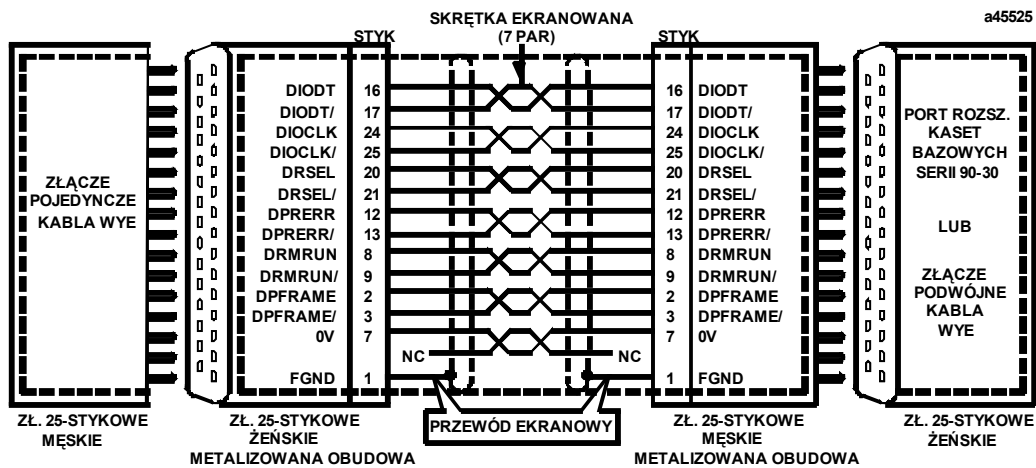 SKRĘTKA EKRANOWANA
(7 PAR)
a45525
STYK
STYK
ZŁĄCZE
POJEDYNCZE
KABLA WYE
DIODT 16
DIODT/ 17
DIOCLK 24
DIOCLK/ 25
DRSEL 20
DRSEL/ 21
DPRERR 12
DPRERR/ 13
DRMRUN 8
DRMRUN/ 9
DPFRAME 2
DPFRAME/ 3
0V 7
NC
FGND 1
16 DIODT
17 DIODT/
24 DIOCLK
25 DIOCLK/
20 DRSEL
21 DRSEL/
12 DPRERR
13 DPRERR/
8 DRMRUN
9 DRMRUN/
2 DPFRAME
3 DPFRAME/
7 0V
NC
1 FGND
PORT ROZSZ.
KASET
BAZOWYCH
SERII 90-30
LUB
ZŁĄCZE
PODWÓJNE
KABLA
WYE
PRZEWÓD EKRANOWY
ZŁ. 25-STYKOWE
MĘSKIE
ZŁ. 25-STYKOWE
ŻEŃSKIE
METALIZOWANA OBUDOWA
ZŁ. 25-STYKOWE
MĘSKIE
METALIZOWANA OBUDOWA
ZŁ. 25-STYKOWE
ŻEŃSKIE